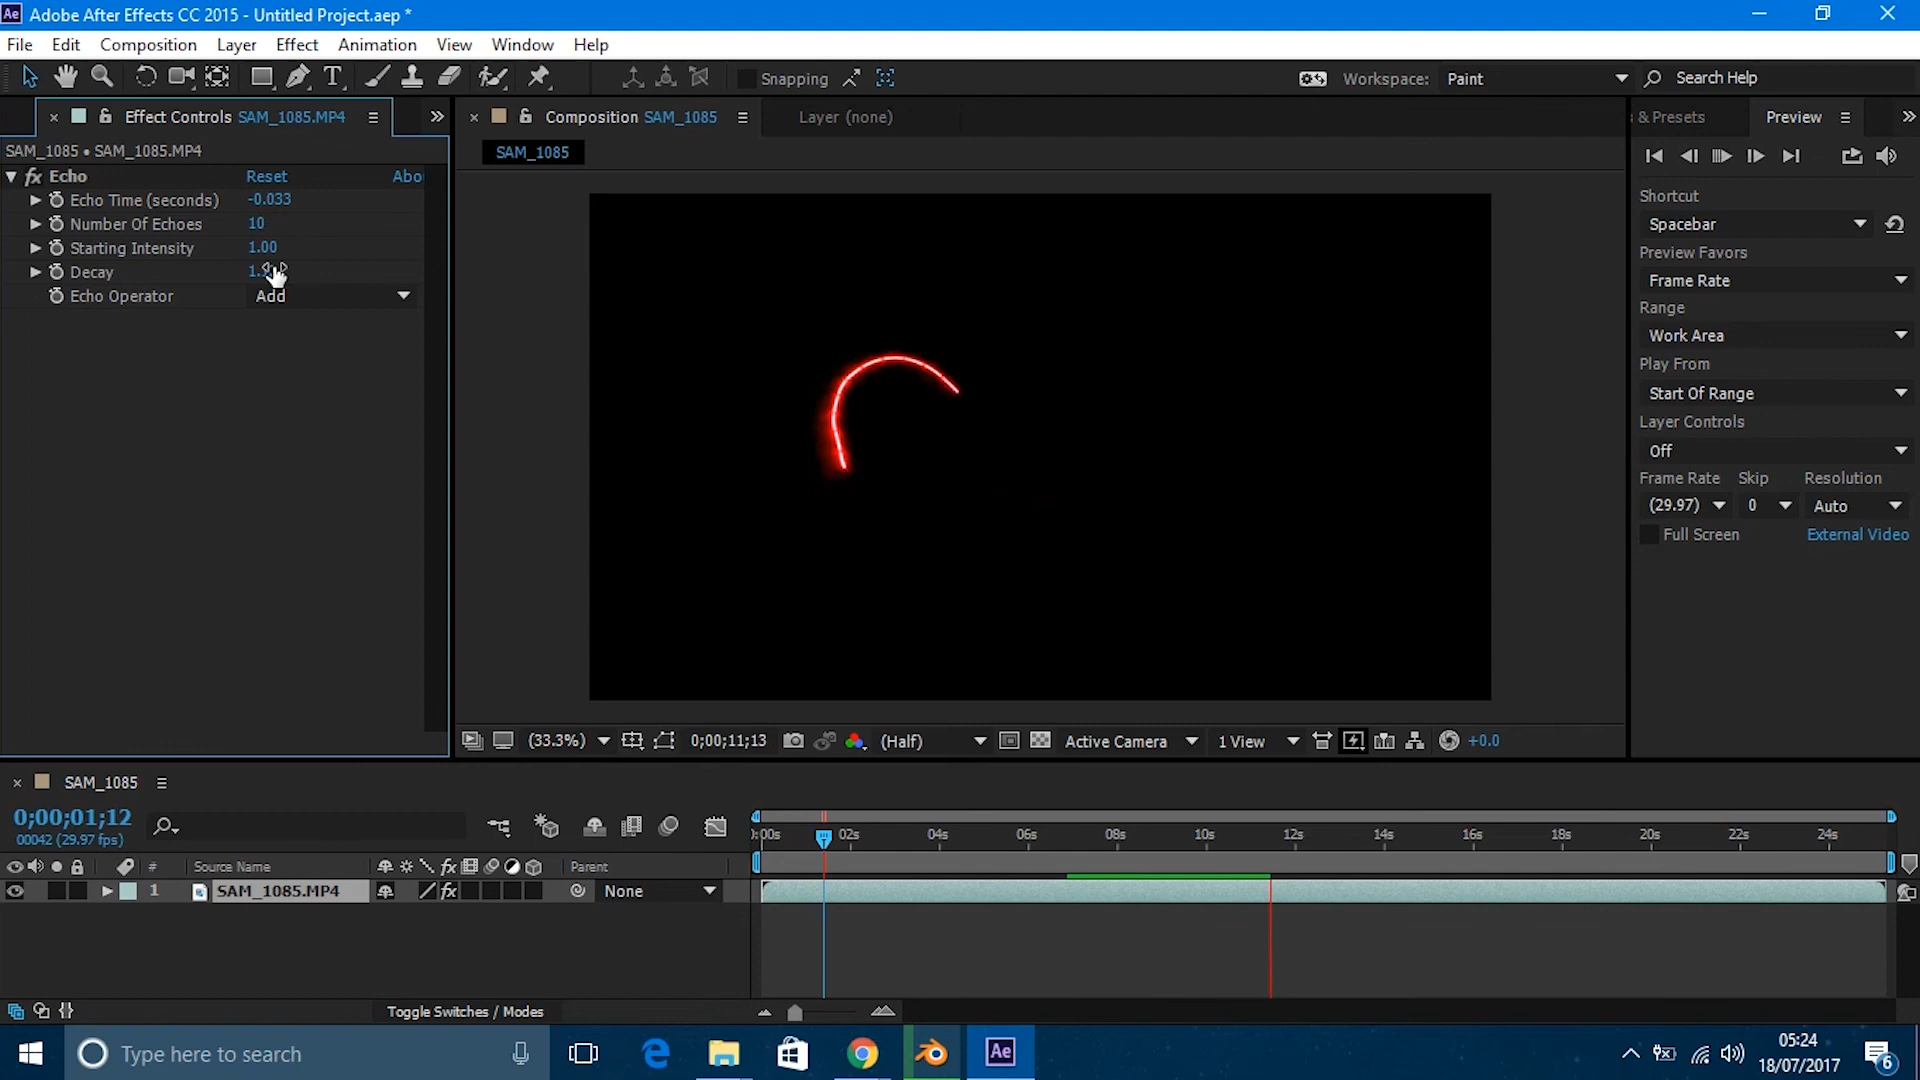 Ae Adobe After Effects CC 2015 - Untitled Project.aep *
File Edit Composition Layer Effect Animation View Window Help
Snapping Workspace: Paint Search Help
Effect Controls SAM_1085.MP4
Composition SAM_1085
Layer (none)
& Presets
Preview
SAM_1085 • SAM_1085.MP4
SAM_1085
fx Echo Reset Abo
Echo Time (seconds) -0.033
Number Of Echoes 10
Starting Intensity 1.00
Decay
Echo Operator Add
Shortcut
Spacebar
Preview Favors
Frame Rate
Range
Work Area
Play From
Start Of Range
Layer Controls
Off
Frame Rate Skip Resolution
(29.97) 0 Auto
Full Screen External Video
(33.3%) 0;00;11;13 (Half) Active Camera 1 View +0.0
SAM_1085
0;00;01;12
00042 (29.97 fps)
:00s 02s 04s 06s 08s 10s 12s 14s 16s 18s 20s 22s 24s
# Source Name fx Parent
1 SAM_1085.MP4 fx None
Toggle Switches / Modes
Type here to search
Ae
05:24
18/07/2017
6